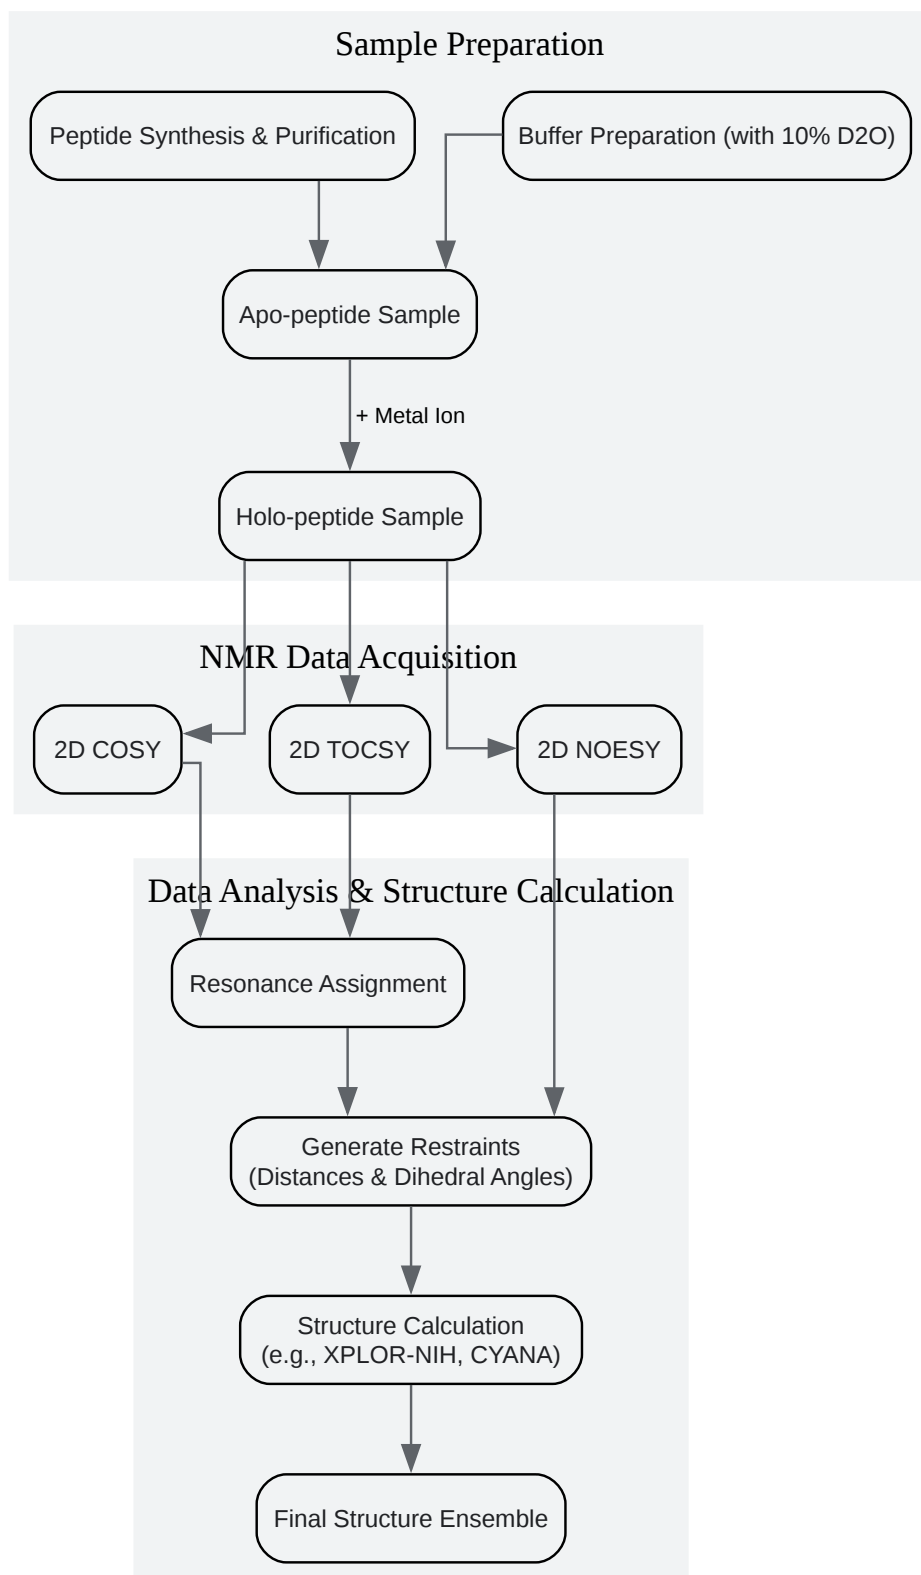 Sample Preparation
Peptide Synthesis & Purification
Buffer Preparation (with 10% D2O)
Apo-peptide Sample
+ Metal Ion
Holo-peptide Sample
NMR Data Acquisition
2D COSY
2D TOCSY
2D NOESY
Data Analysis & Structure Calculation
Resonance Assignment
Generate Restraints
(Distances & Dihedral Angles)
Structure Calculation
(e.g., XPLOR-NIH, CYANA)
Final Structure Ensemble